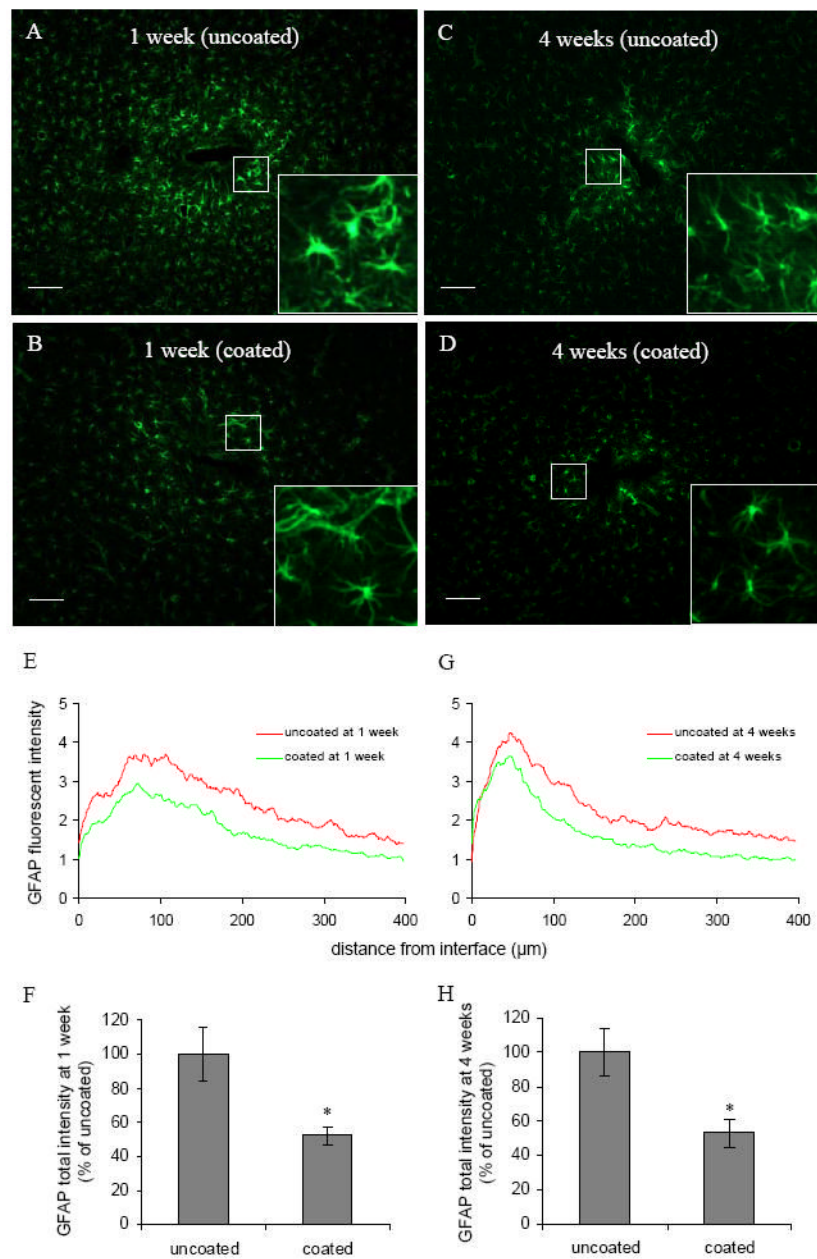 A
1 week (uncoated)
C
4 weeks (uncoated)
B
1 week (coated)
D
4 weeks (coated)
E
GFAP fluorescent intensity
5
4
3
2
1
0
uncoated at 1 week
coated at 1 week
0
100
200
300
400
G
5
4
3
2
1
0
uncoated at 4 weeks
coated at 4 weeks
0
100
200
300
400
distance from interface (µm)
F
GFAP total intensity at 1 week
(% of uncoated)
120
100
80
60
40
20
0
*
uncoated
coated
H
GFAP total intensity at 4 weeks
(% of uncoated)
120
100
80
60
40
20
0
*
uncoated
coated